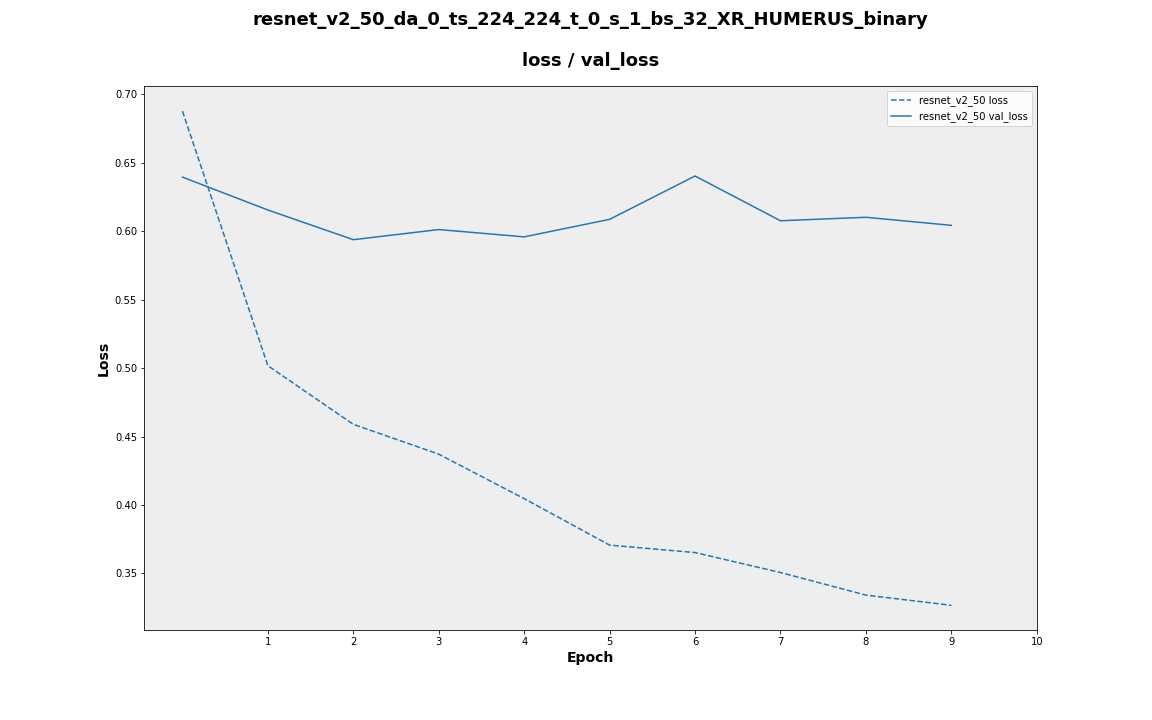 resnet_v2_50_da_0_ts_224_224_t_0_s_1_bs_32_XR_HUMERUS_binary
loss / val_loss
resnet_v2_50 loss
resnet_v2_50 val_loss
0.70
0.65
0.60
0.55
0.50
0.45
0.40
0.35
Loss
1 2 3 4 5 6 7 8 9 10
Epoch